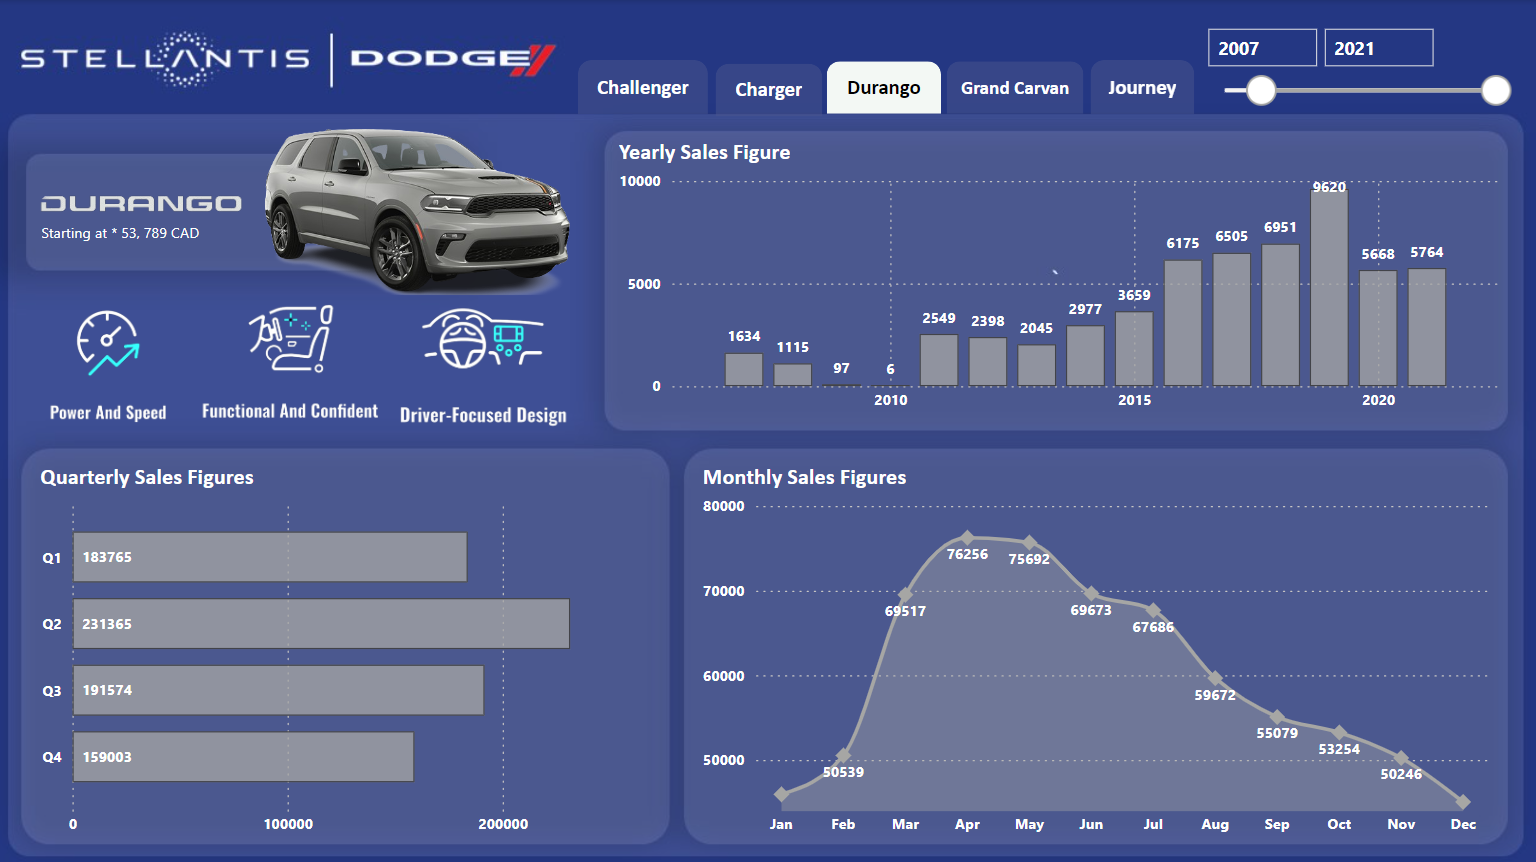 STELLANTIS | DODGE
Challenger
Charger
Durango
Grand Carvan
Journey
2007
2021
DURANGO
Starting at * 53, 789 CAD
Power And Speed
Functional And Confident
Driver-Focused Design
Yearly Sales Figure
10000
5000
0
1634
1115
97
6
2549
2398
2045
2977
3659
6175
6505
6951
9620
5668
5764
2010
2015
2020
Quarterly Sales Figures
Q1 183765
Q2 231365
Q3 191574
Q4 159003
0
100000
200000
Monthly Sales Figures
80000
70000
60000
50000
50539
69517
76256
75692
69673
67686
59672
55079
53254
50246
Jan
Feb
Mar
Apr
May
Jun
Jul
Aug
Sep
Oct
Nov
Dec